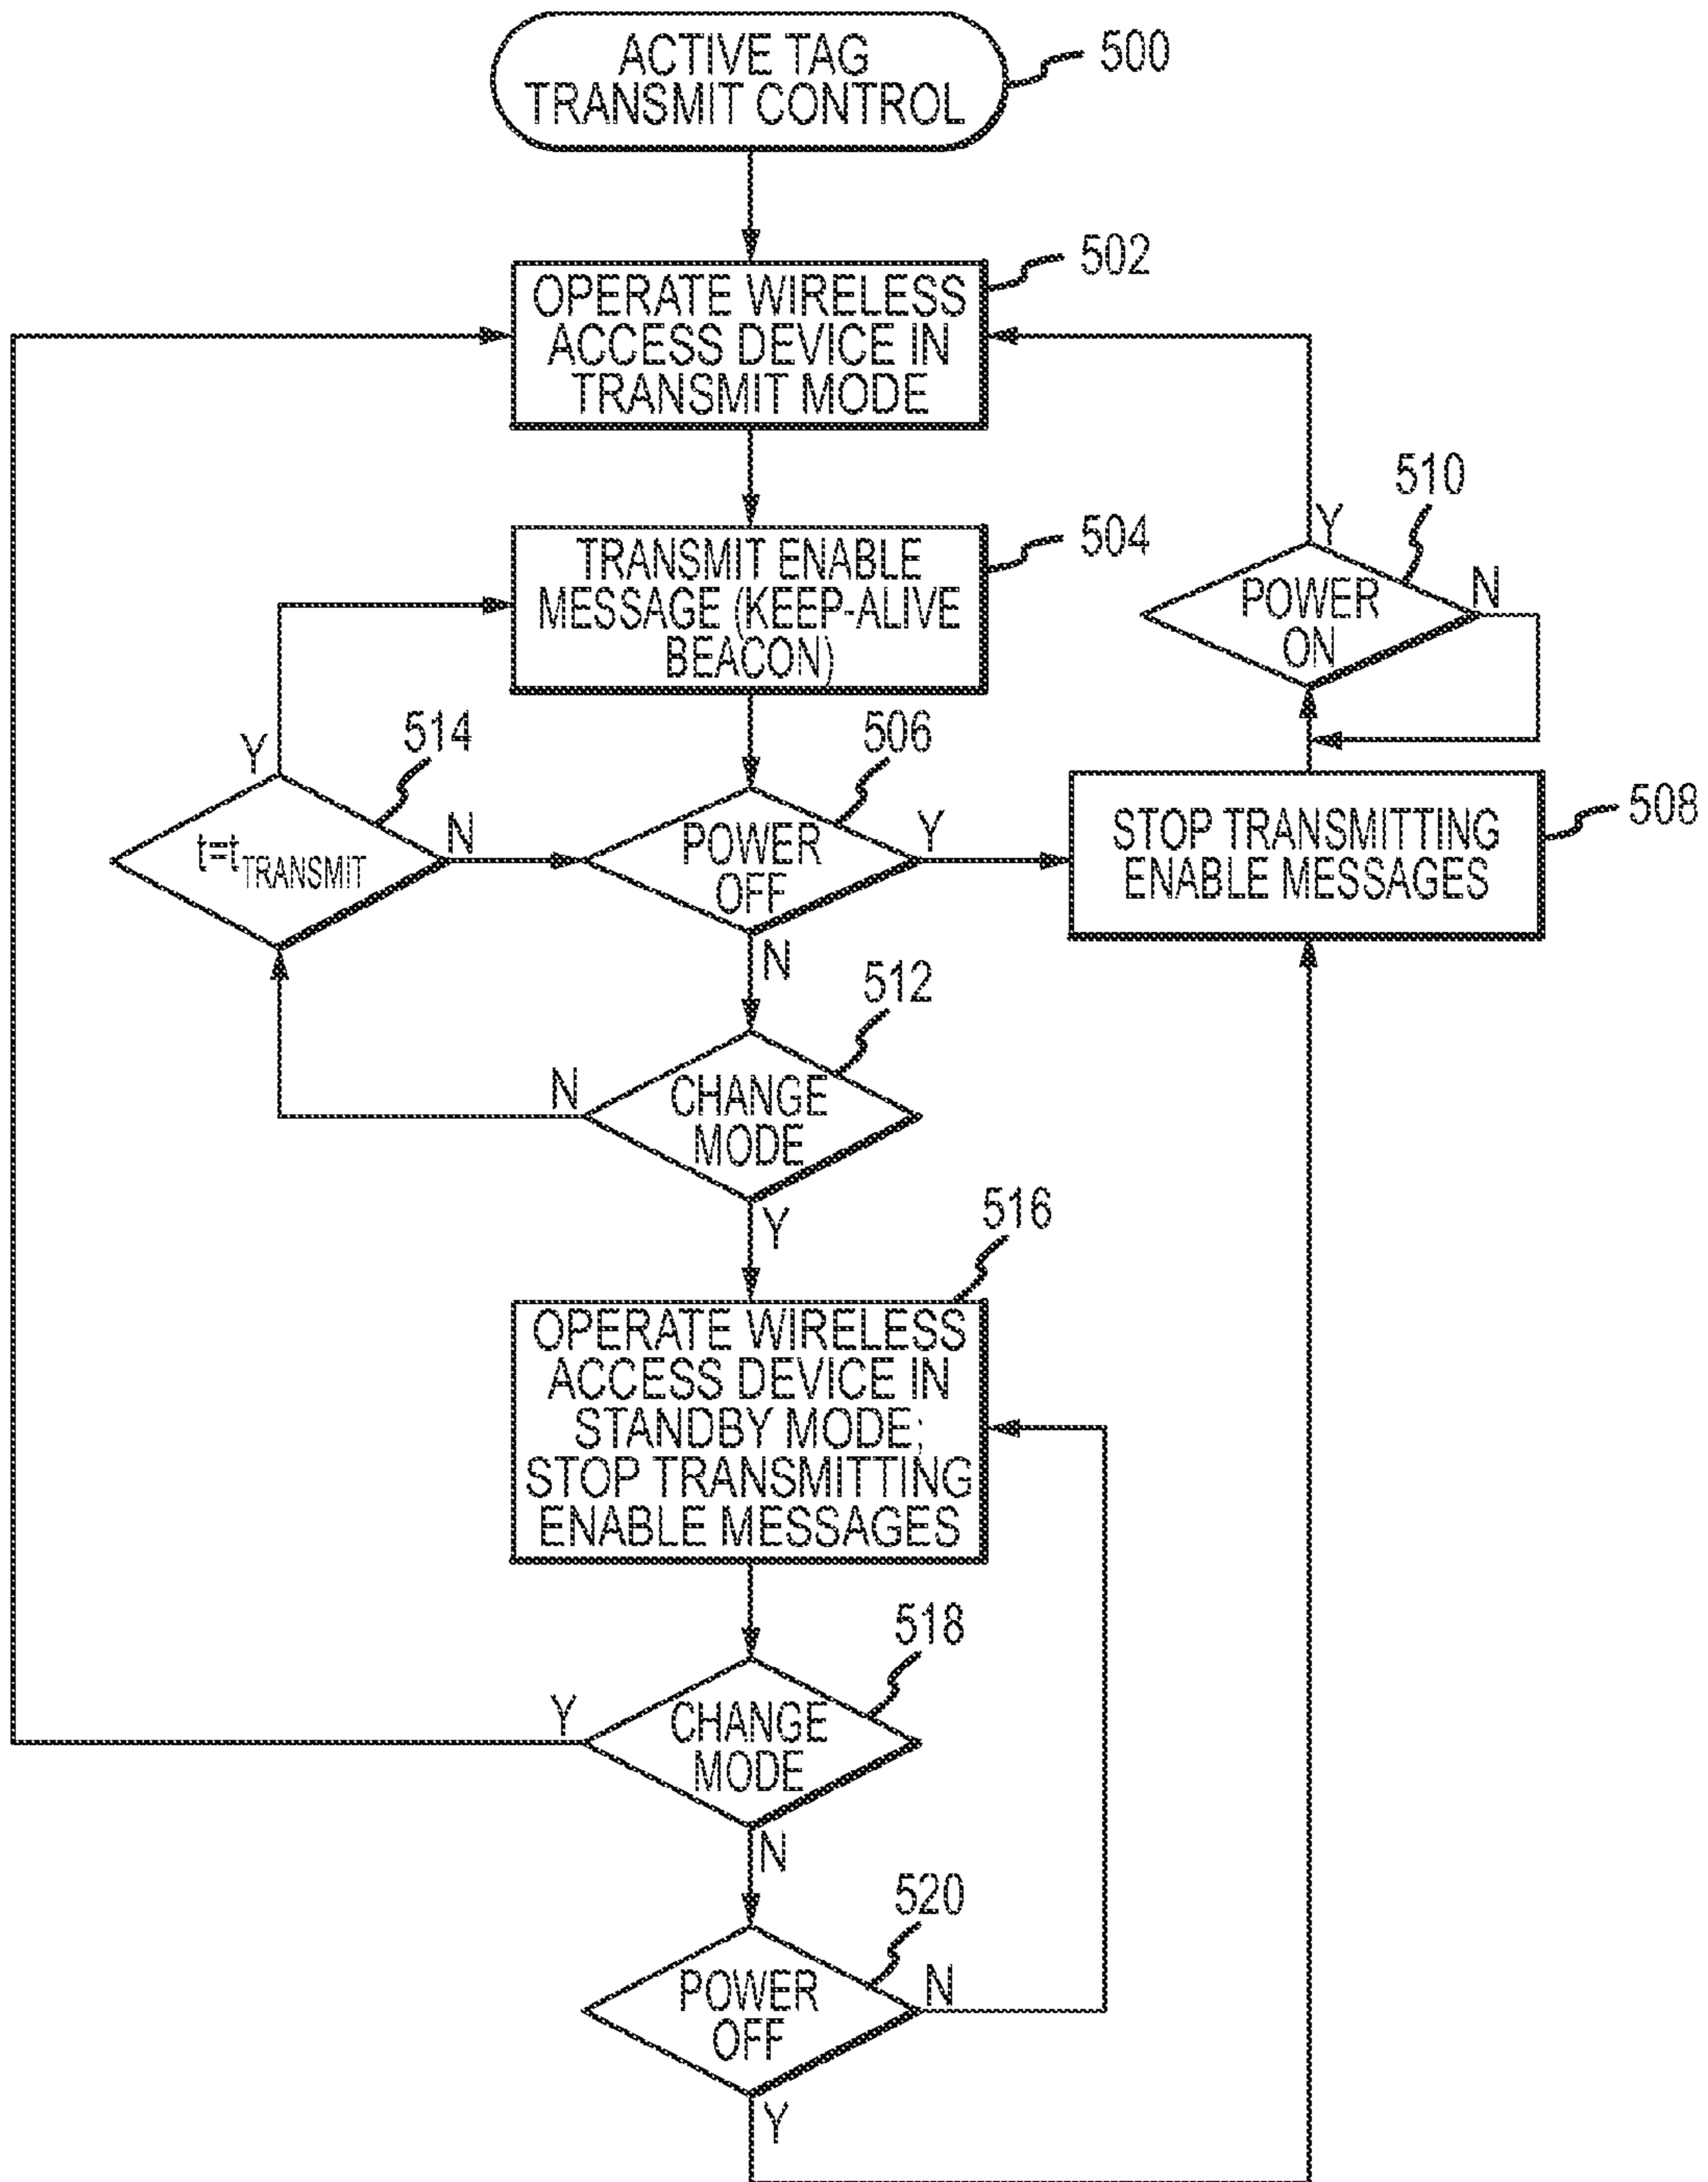 ACTIVE TAG
TRANSMIT CONTROL
500
OPERATE WIRELESS
ACCESS DEVICE IN
TRANSMIT MODE
502
TRANSMIT ENABLE
MESSAGE (KEEP-ALIVE
BEACON)
504
Y
510
POWER
ON
N
Y
514
t=tTRANSMIT
N
506
POWER
OFF
Y
N
STOP TRANSMITTING
ENABLE MESSAGES
508
512
CHANGE
MODE
N
Y
516
OPERATE WIRELESS
ACCESS DEVICE IN
STANDBY MODE;
STOP TRANSMITTING
ENABLE MESSAGES
518
Y
CHANGE
MODE
N
520
POWER
OFF
N
Y